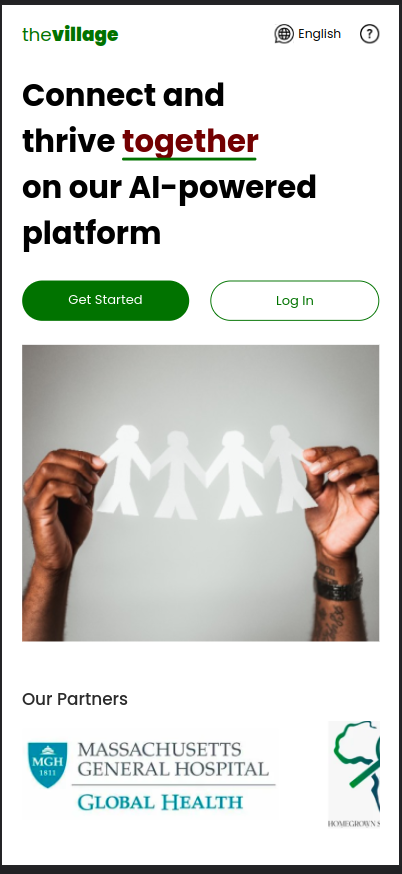 thevillage
English
?
Connect and
thrive together
on our AI-powered
platform
Get Started
Log In
Our Partners
MGH
1811
MASSACHUSETTS
GENERAL HOSPITAL
GLOBAL HEALTH
HOMEGROWN